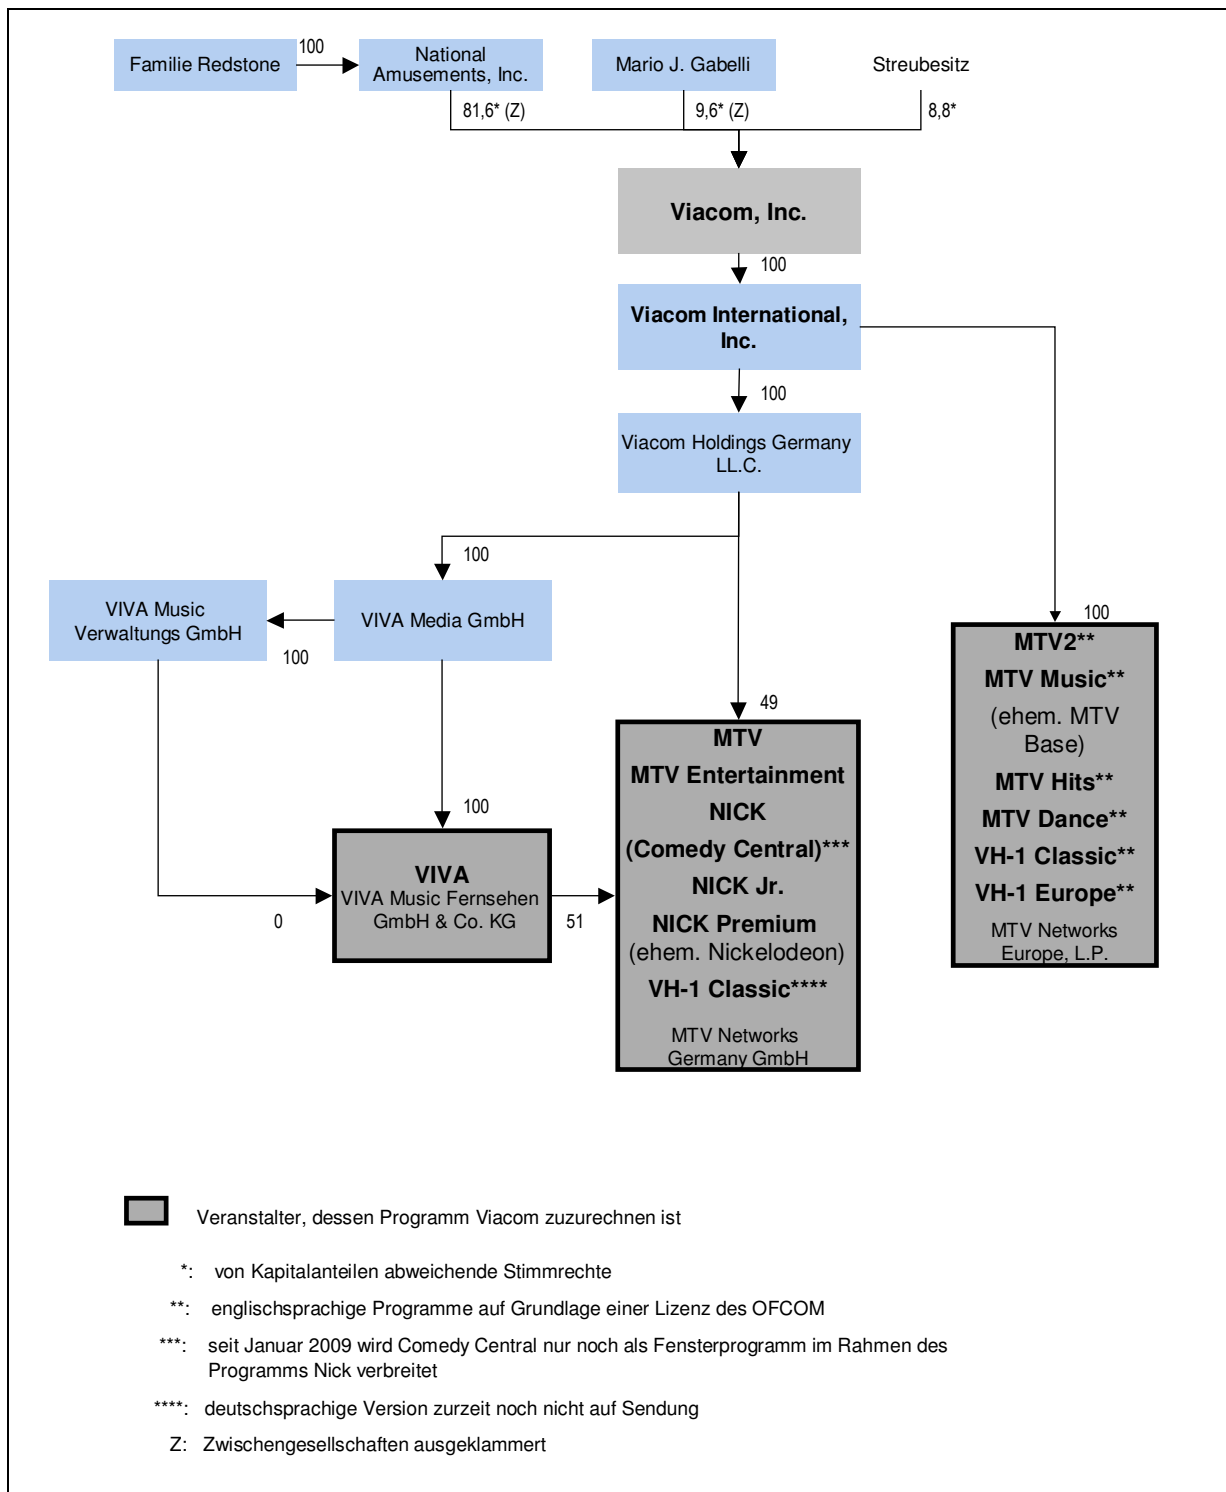 Familie Redstone
100
National
Amusements, Inc.
Mario J. Gabelli
Streubesitz
81,6* (Z)
9,6* (Z)
8,8*
Viacom, Inc.
100
Viacom International,
Inc.
100
Viacom Holdings Germany
LL.C.
100
VIVA Music
Verwaltungs GmbH
100
VIVA Media GmbH
100
MTV2**
MTV Music**
(ehem. MTV
Base)
MTV Hits**
MTV Dance**
VH-1 Classic**
VH-1 Europe**
MTV Networks
Europe, L.P.
49
MTV
MTV Entertainment
NICK
(Comedy Central)***
NICK Jr.
NICK Premium
(ehem. Nickelodeon)
VH-1 Classic****
MTV Networks
Germany GmbH
100
VIVA
VIVA Music Fernsehen
GmbH & Co. KG
0
51
Veranstalter, dessen Programm Viacom zuzurechnen ist
*: von Kapitalanteilen abweichende Stimmrechte
**: englischsprachige Programme auf Grundlage einer Lizenz des OFCOM
***: seit Januar 2009 wird Comedy Central nur noch als Fensterprogramm im Rahmen des
Programms Nick verbreitet
****: deutschsprachige Version zurzeit noch nicht auf Sendung
Z: Zwischengesellschaften ausgeklammert